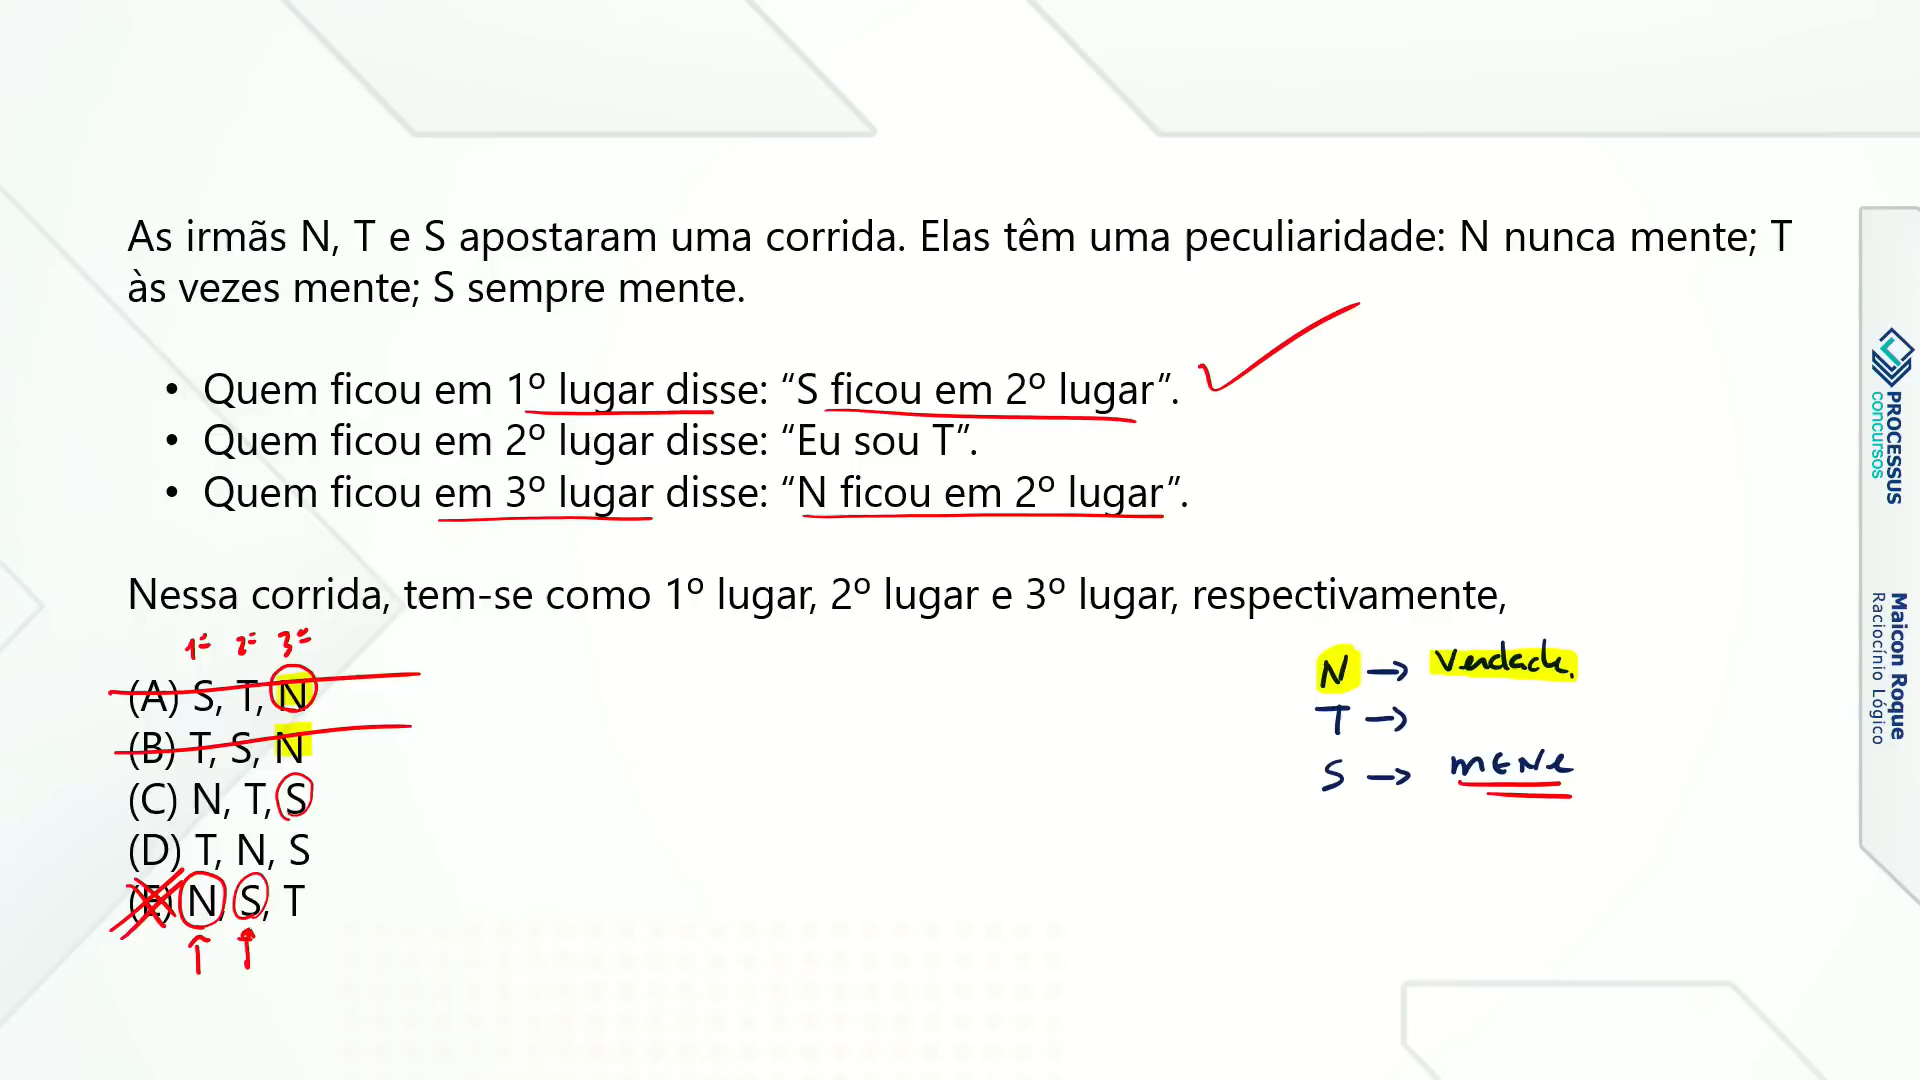 As irmãs N, T e S apostaram uma corrida. Elas têm uma peculiaridade: N nunca mente; T
às vezes mente; S sempre mente.
• Quem ficou em 1º lugar disse: “S ficou em 2º lugar”.
• Quem ficou em 2º lugar disse: “Eu sou T”.
• Quem ficou em 3º lugar disse: “N ficou em 2º lugar”.
Nessa corrida, tem-se como 1º lugar, 2º lugar e 3º lugar, respectivamente,
1º 2º 3º
(A) S, T, N
(B) T, S, N
(C) N, T, S
(D) T, N, S
(E) N, S, T
N → Verdade.
T →
S →
PROCESSUS
concursos
Maicon Roque
Raciocínio Lógico